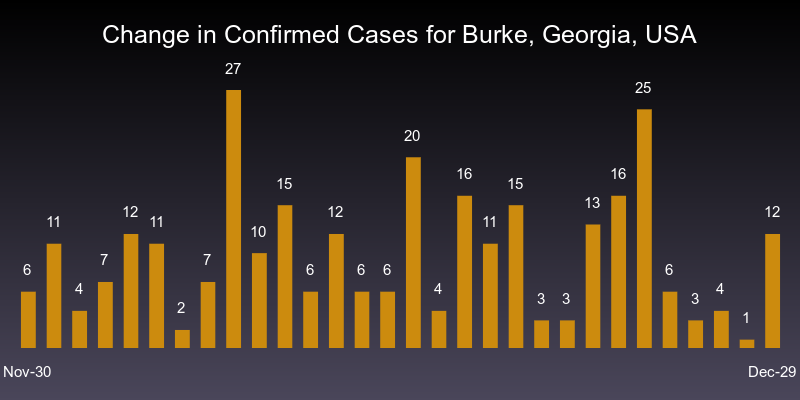 Change in Confirmed Cases for Burke, Georgia, USA
6 11 4 7 12 11 2 7 27 10 15 6 12 6 6 20 4 16 11 15 3 3 13 16 25 6 3 4 1 12
Nov-30 Dec-29